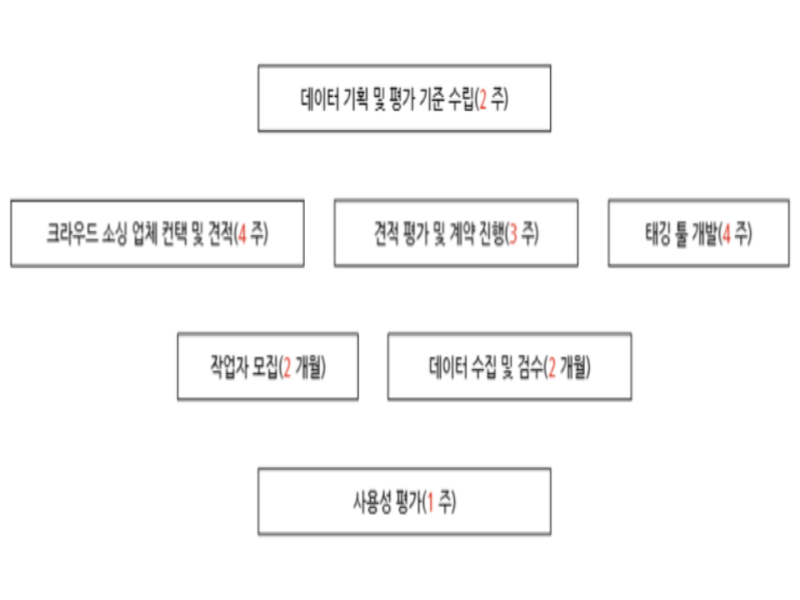 데이터 기획 및 평가 기준 수립(2 주)
크라우드 소싱 업체 컨택 및 견적(4 주)
견적 평가 및 계약 진행(3 주)
태깅 툴 개발(4 주)
작업자 모집(2 개월)
데이터 수집 및 검수(2 개월)
사용성 평가(1 주)